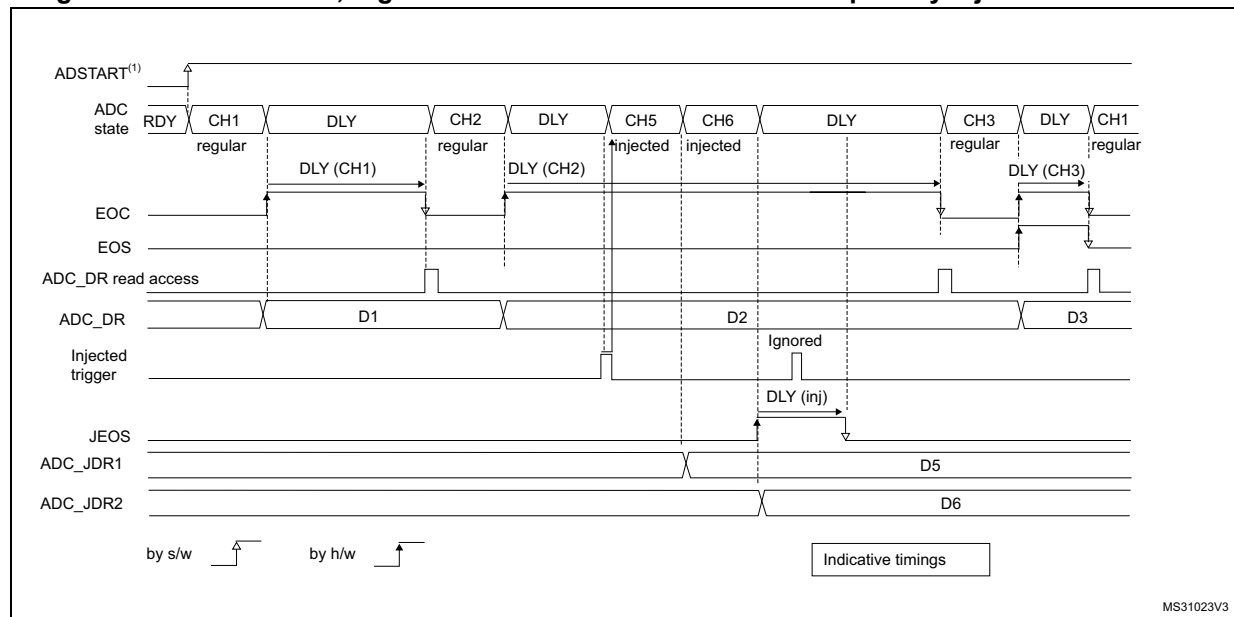 ADSTART(1)
ADC state
RDY CH1 DLY CH2 DLY CH5 CH6 DLY CH3 DLY CH1
regular regular injected injected regular regular
DLY (CH1) DLY (CH2) DLY (CH3)
EOC
EOS
ADC_DR read access
ADC_DR D1 D2 D3
Injected trigger
Ignored
DLY (inj)
JEOS
ADC_JDR1 D5
ADC_JDR2 D6
by s/w by h/w Indicative timings
MS31023V3